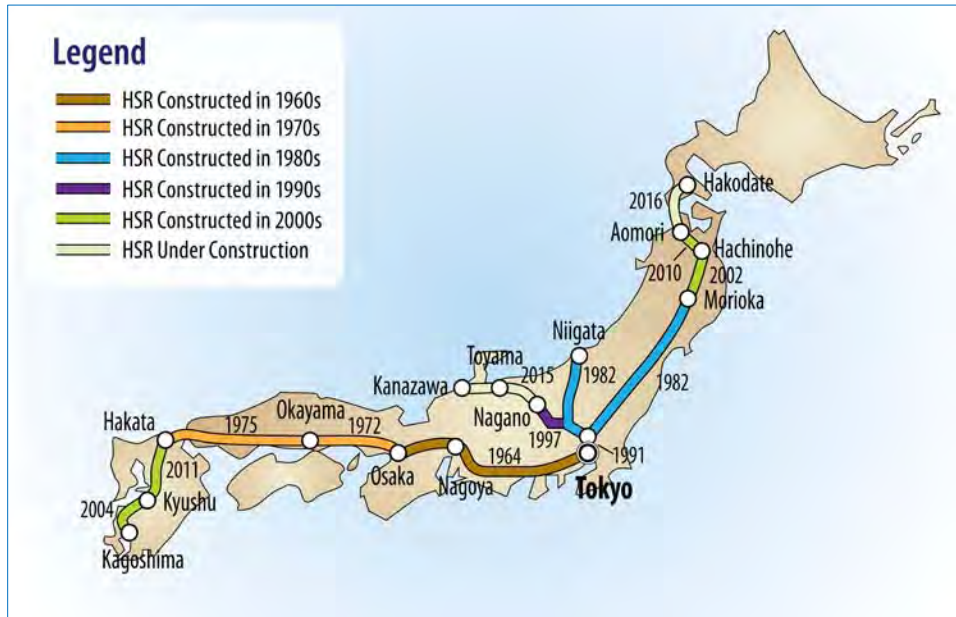 Legend
HSR Constructed in 1960s
HSR Constructed in 1970s
HSR Constructed in 1980s
HSR Constructed in 1990s
HSR Constructed in 2000s
HSR Under Construction
Hakodate
2016
Aomori
Hachinohe
2010
2002
Morioka
Niigata
Toyama
2015
1982
1982
Kanazawa
Nagano
Okayama
Hakata
1975
1972
1997
1991
1964
Osaka
Nagoya
Tokyo
2011
2004
Kyushu
Kagoshima